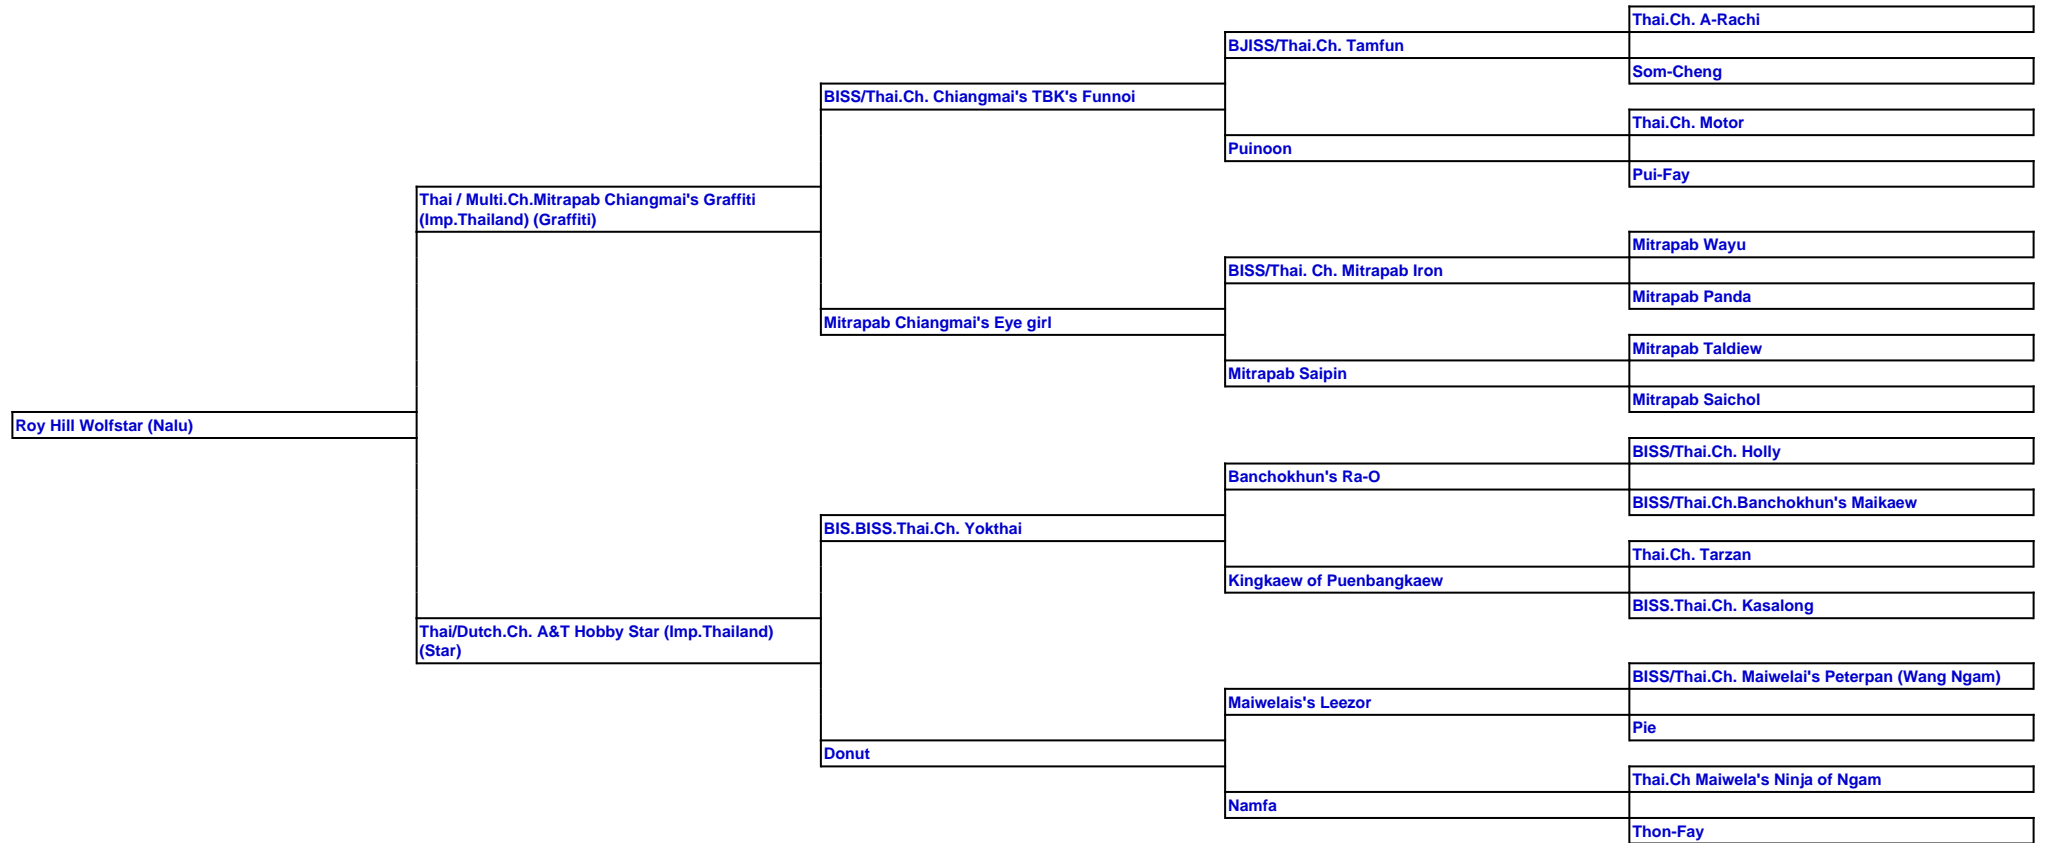 Thai.Ch. A-Rachi
BJISS/Thai.Ch. Tamfun
Som-Cheng
BISS/Thai.Ch. Chiangmai's TBK's Funnoi
Thai.Ch. Motor
Puinoon
Pui-Fay
Thai / Multi.Ch.Mitrapab Chiangmai's Graffiti
(Imp.Thailand) (Graffiti)
Mitrapab Wayu
BISS/Thai. Ch. Mitrapab Iron
Mitrapab Panda
Mitrapab Chiangmai's Eye girl
Mitrapab Taldiew
Mitrapab Saipin
Mitrapab Saichol
Roy Hill Wolfstar (Nalu)
BISS/Thai.Ch. Holly
Banchokhun's Ra-O
BISS/Thai.Ch.Banchokhun's Maikaew
BIS.BISS.Thai.Ch. Yokthai
Thai.Ch. Tarzan
Kingkaew of Puenbangkaew
BISS.Thai.Ch. Kasalong
Thai/Dutch.Ch. A&T Hobby Star (Imp.Thailand)
(Star)
BISS/Thai.Ch. Maiwelai's Peterpan (Wang Ngam)
Maiwelais's Leezor
Pie
Donut
Thai.Ch Maiwela's Ninja of Ngam
Namfa
Thon-Fay